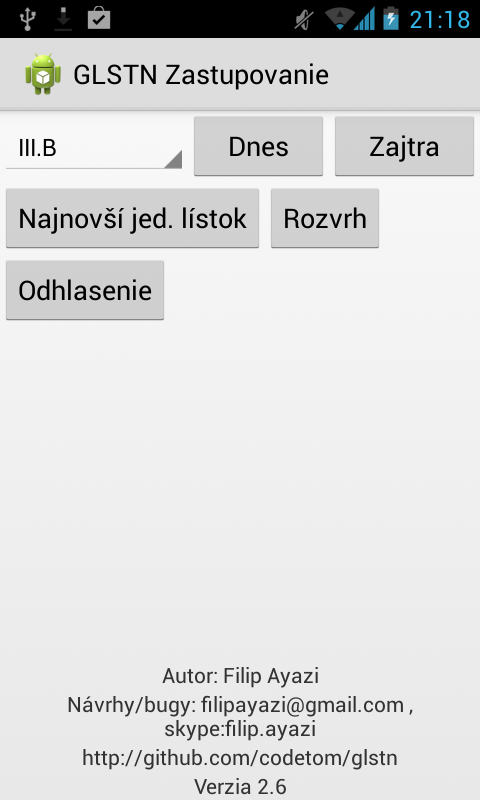 21:18
GLSTN Zastupovanie
III.B
Dnes
Zajtra
Najnovší jed. lístok
Rozvrh
Odhlasenie
Autor: Filip Ayazi
Návrhy/bugy: filipayazi@gmail.com ,
skype:filip.ayazi
http://github.com/codetom/glstn
Verzia 2.6